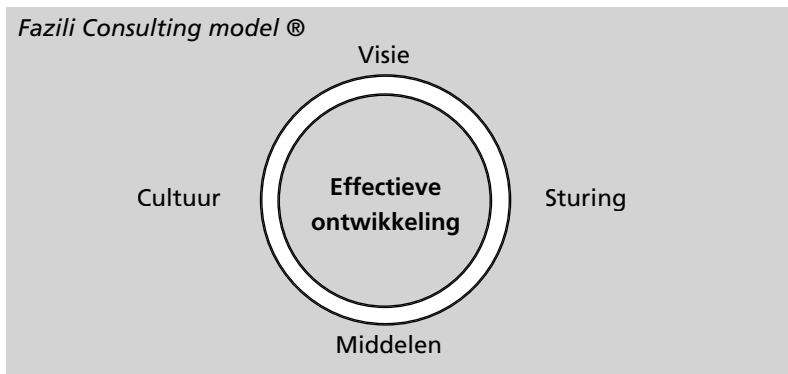 Fazili Consulting model ®
Visie
Cultuur
Effectieve
ontwikkeling
Sturing
Middelen